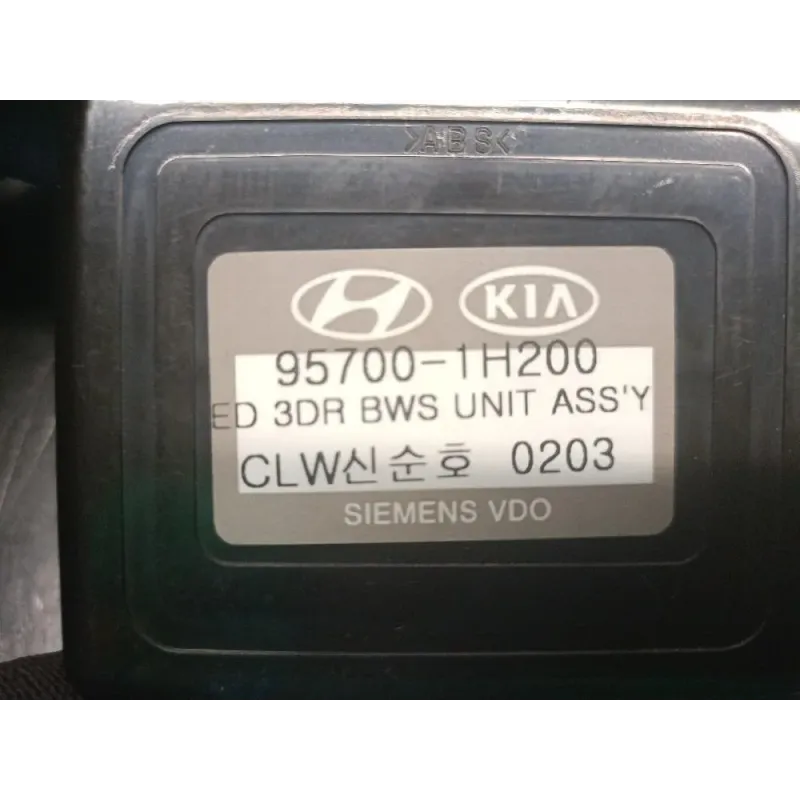 >ABS<
KIA
95700-1H200
ED 3DR BWS UNIT ASS'Y
CLW신순호 0203
SIEMENS VDO